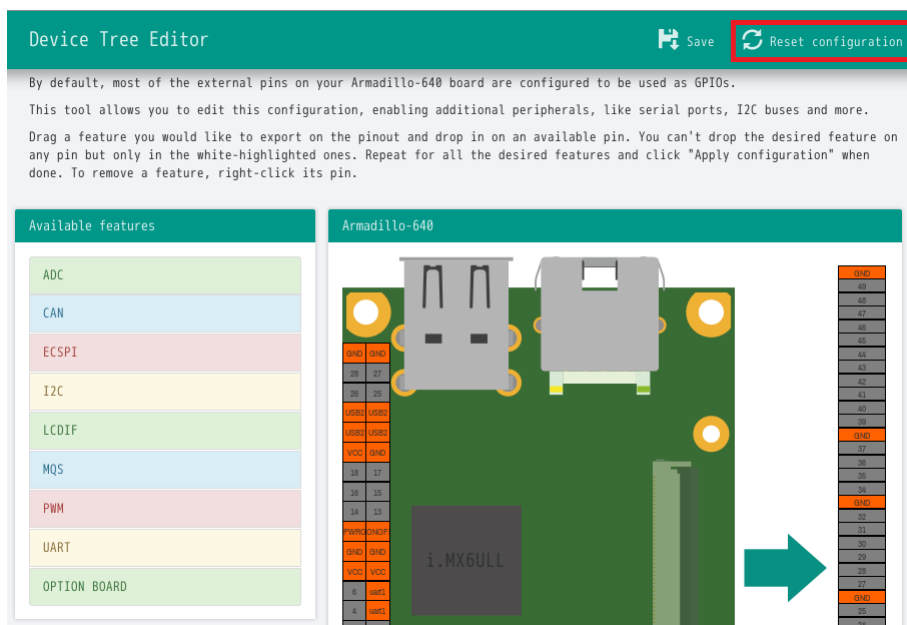 Device Tree Editor
Save
Reset configuration
By default, most of the external pins on your Armadillo-640 board are configured to be used as GPIOs.
This tool allows you to edit this configuration, enabling additional peripherals, like serial ports, I2C buses and more.
Drag a feature you would like to export on the pinout and drop in on an available pin. You can't drop the desired feature on
any pin but only in the white-highlighted ones. Repeat for all the desired features and click "Apply configuration" when
done. To remove a feature, right-click its pin.
Available features
ADC
CAN
ECSPI
I2C
LCDIF
MQS
PWM
UART
OPTION BOARD
Armadillo-640
GND GND
28 27
26 25
USB2 USB2
USB2 USB2
VCC GND
18 17
16 15
14 13
GND GND
VCC VCC
6 uart1
4 uart1
i.MX6ULL
GND
49
48
47
46
45
44
43
42
41
40
39
GND
37
36
35
34
GND
32
31
30
29
28
27
GND
25